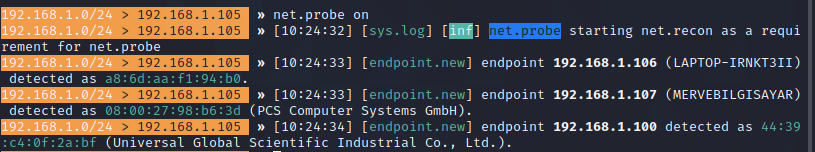 192.168.1.0/24 > 192.168.1.105 » net.probe on
192.168.1.0/24 > 192.168.1.105 » [10:24:32] [sys.log] [inf] net.probe starting net.recon as a requi
rement for net.probe
192.168.1.0/24 > 192.168.1.105 » [10:24:33] [endpoint.new] endpoint 192.168.1.106 (LAPTOP-IRNKT3II)
detected as a8:6d:aa:f1:94:b0.
192.168.1.0/24 > 192.168.1.105 » [10:24:33] [endpoint.new] endpoint 192.168.1.107 (MERVEBILGISAYAR)
detected as 08:00:27:98:b6:3d (PCS Computer Systems GmbH).
192.168.1.0/24 > 192.168.1.105 » [10:24:34] [endpoint.new] endpoint 192.168.1.100 detected as 44:39
:c4:0f:2a:bf (Universal Global Scientific Industrial Co., Ltd.).